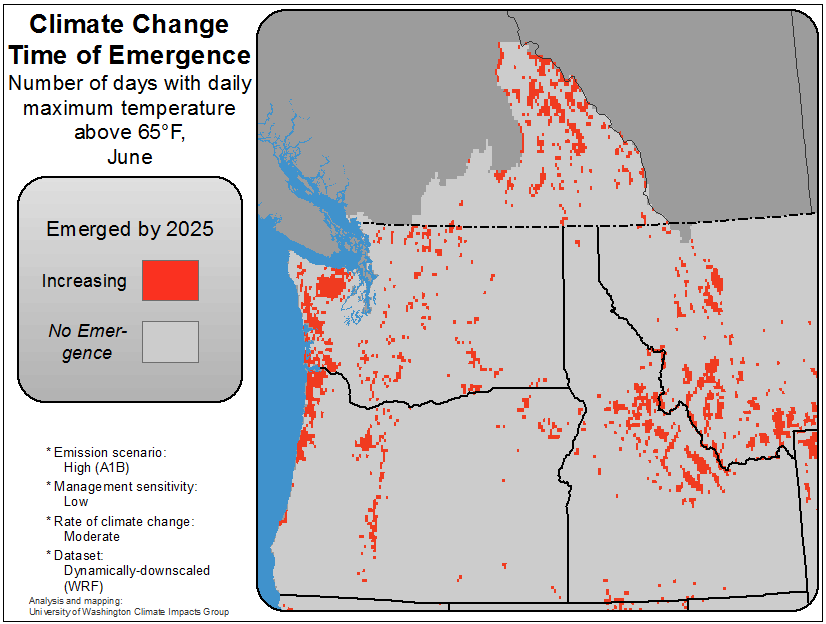 Climate Change
Time of Emergence
Number of days with daily
maximum temperature
above 65°F,
June
Emerged by 2025
Increasing
No Emer-
gence
* Emission scenario:
High (A1B)
* Management sensitivity:
Low
* Rate of climate change:
Moderate
* Dataset:
Dynamically-downscaled
(WRF)
Analysis and mapping:
University of Washington Climate Impacts Group